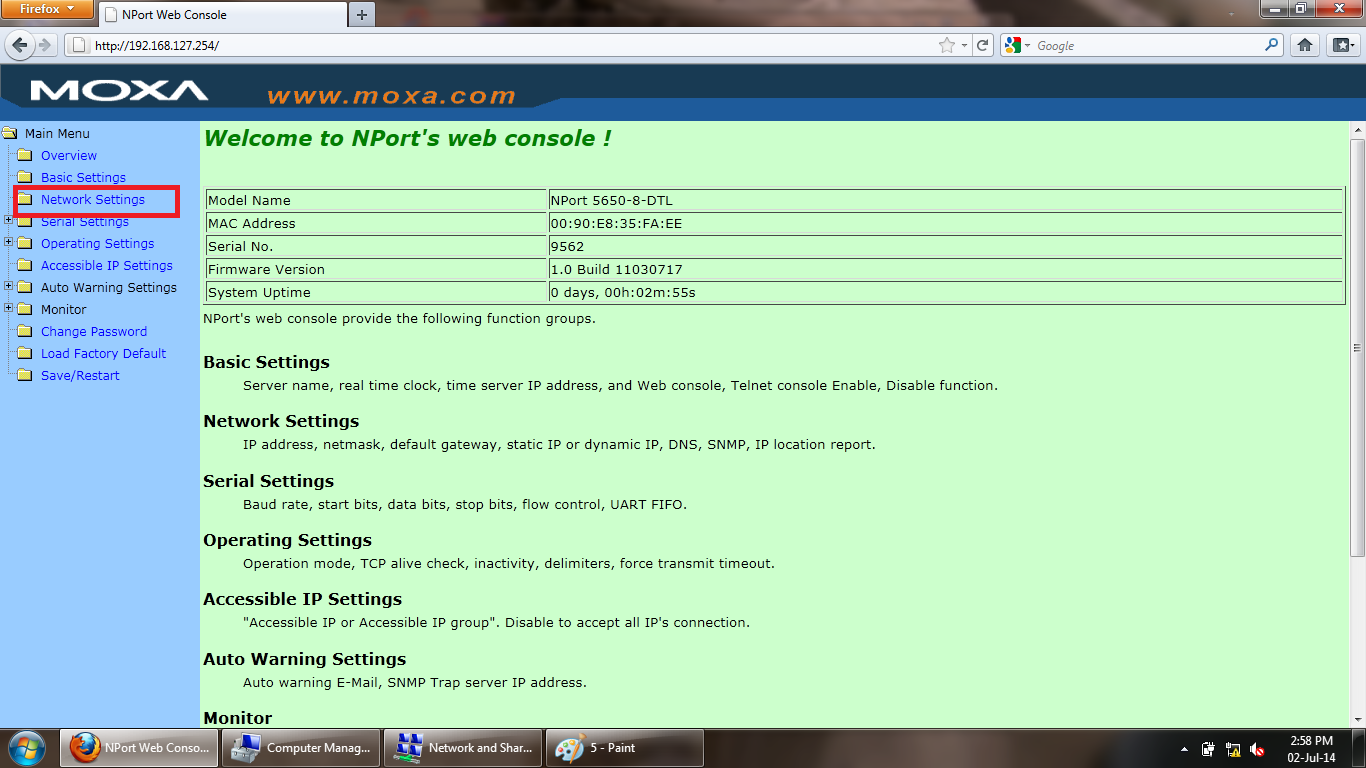 Firefox
NPort Web Console
http://192.168.127.254/
Google
MOXA
www.moxa.com
Main Menu
Overview
Basic Settings
Network Settings
Serial Settings
Operating Settings
Accessible IP Settings
Auto Warning Settings
Monitor
Change Password
Load Factory Default
Save/Restart
Welcome to NPort's web console !
Model Name NPort 5650-8-DTL
MAC Address 00:90:E8:35:FA:EE
Serial No. 9562
Firmware Version 1.0 Build 11030717
System Uptime 0 days, 00h:02m:55s
NPort's web console provide the following function groups.
Basic Settings
Server name, real time clock, time server IP address, and Web console, Telnet console Enable, Disable function.
Network Settings
IP address, netmask, default gateway, static IP or dynamic IP, DNS, SNMP, IP location report.
Serial Settings
Baud rate, start bits, data bits, stop bits, flow control, UART FIFO.
Operating Settings
Operation mode, TCP alive check, inactivity, delimiters, force transmit timeout.
Accessible IP Settings
"Accessible IP or Accessible IP group". Disable to accept all IP's connection.
Auto Warning Settings
Auto warning E-Mail, SNMP Trap server IP address.
Monitor
NPort Web Conso...
Computer Manag...
Network and Shar...
5 - Paint
2:58 PM
02-Jul-14